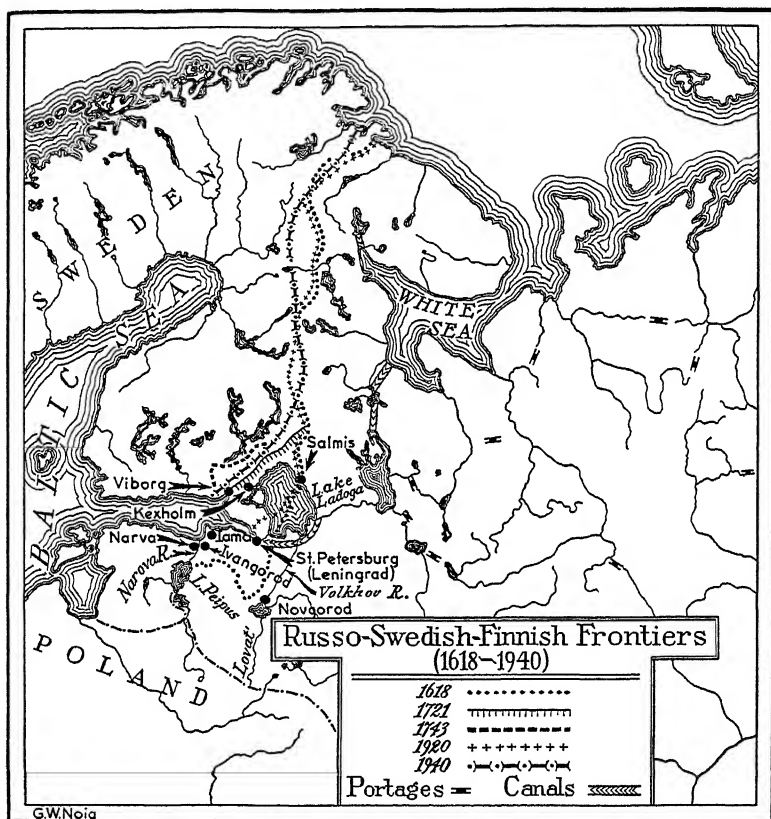 SWEDEN
BALTIC SEA
WHITE
SEA
Salmis
Lake
Ladoga
Viborg
Kexholm
Narva
Iama
Ivangorod
Narova R.
L. Peipus
St. Petersburg
(Leningrad)
Volkhov R.
Novgorod
Lovat'
POLAND
Russo-Swedish-Finnish Frontiers
(1618-1940)
1618
1721
1743
1920
1940
Portages Canals
G.W.Noia